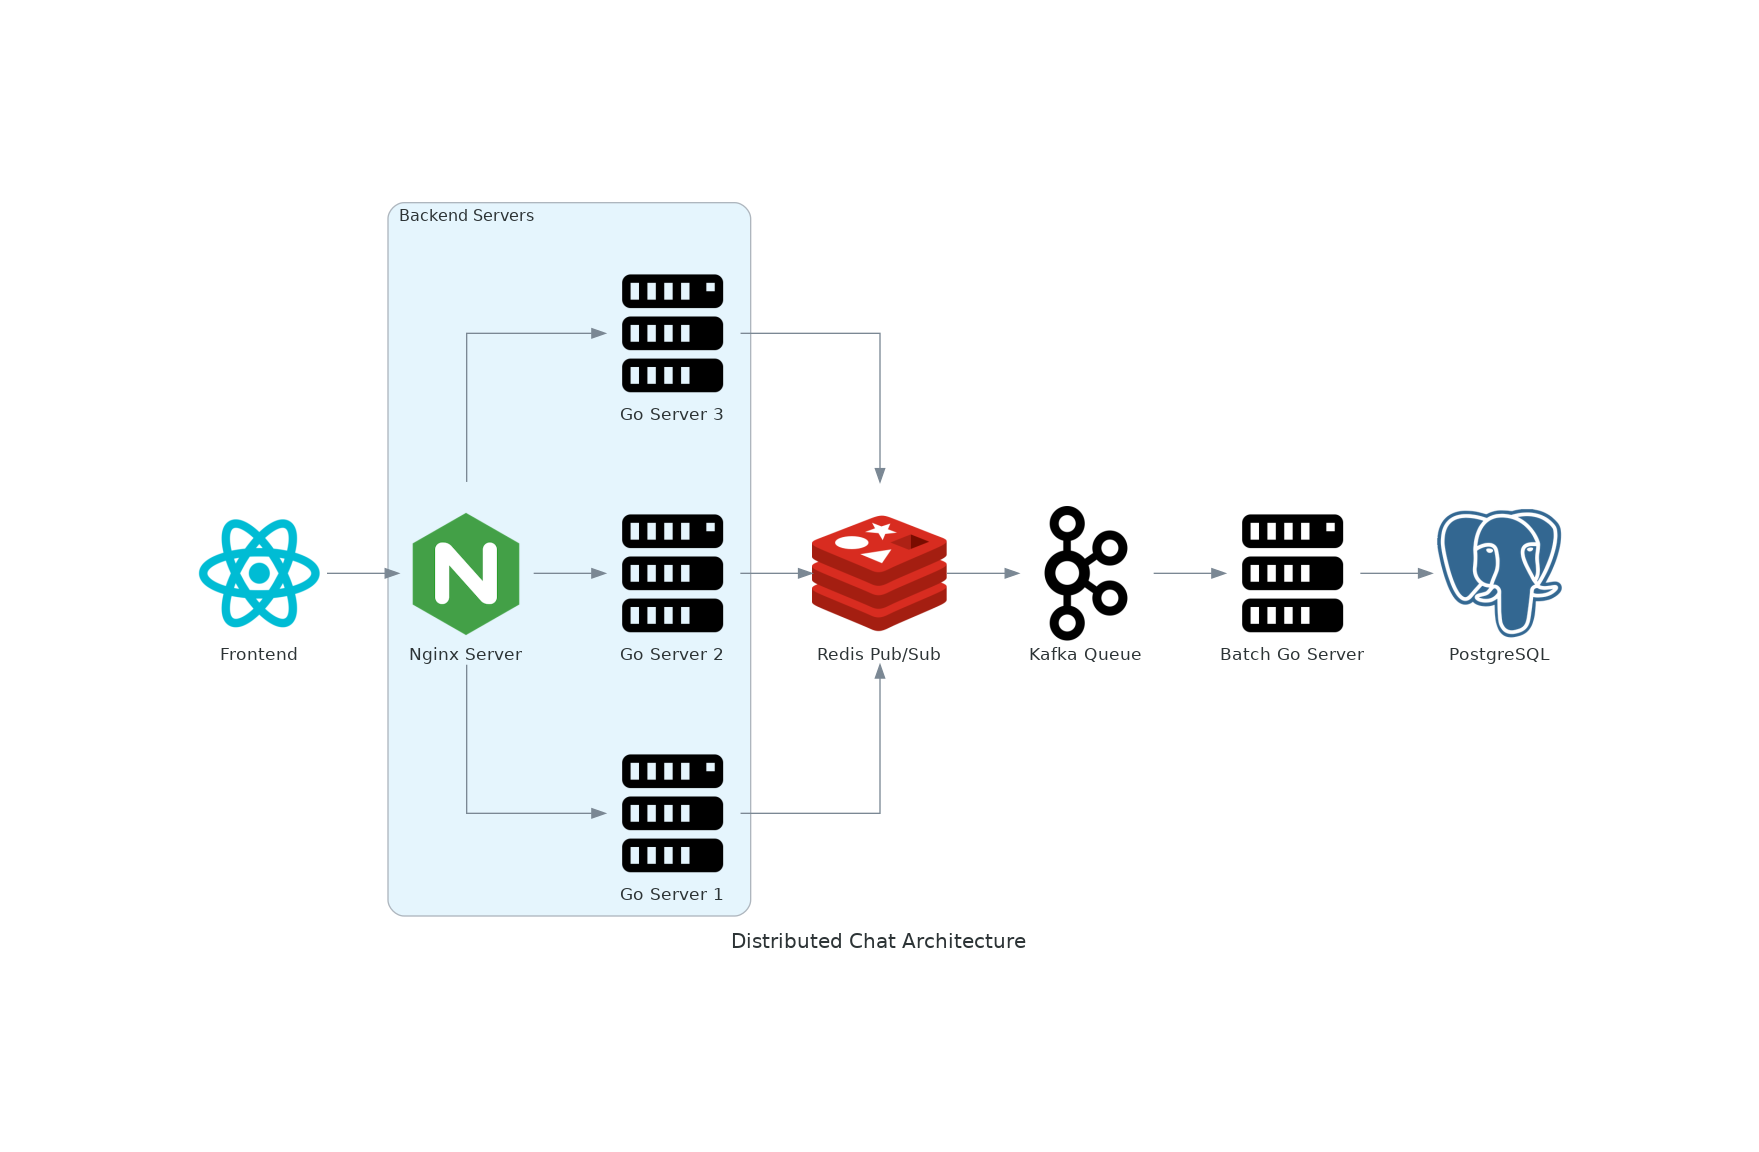 Backend Servers
Go Server 3
Frontend
Nginx Server
Go Server 2
Redis Pub/Sub
Kafka Queue
Batch Go Server
PostgreSQL
Go Server 1
Distributed Chat Architecture